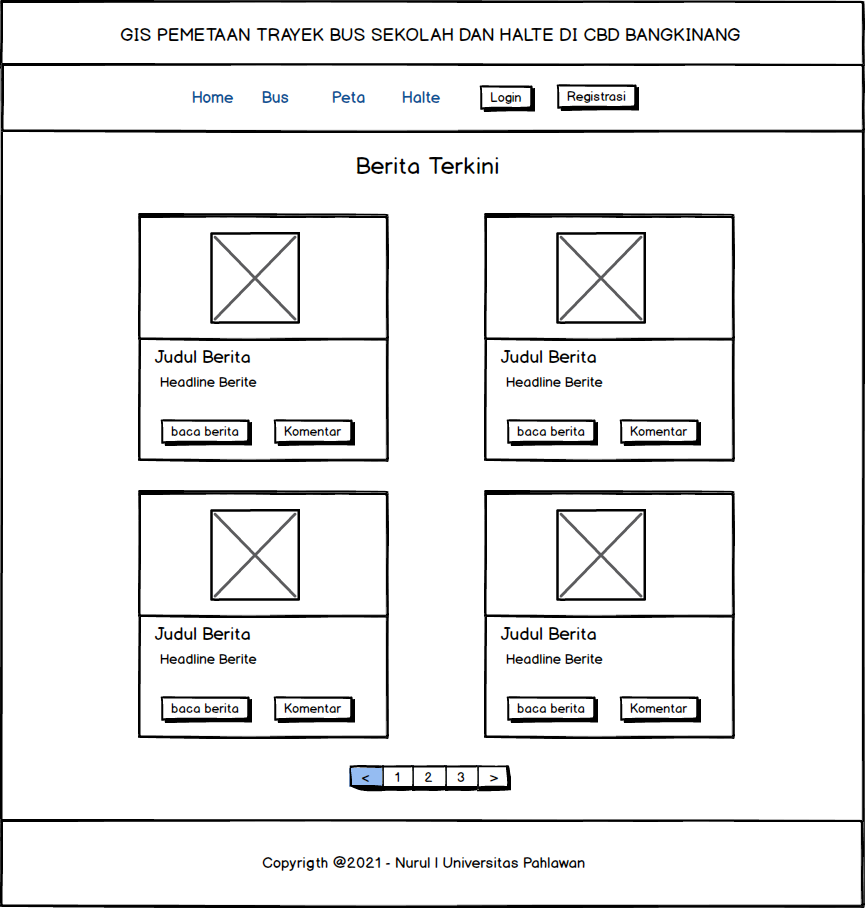 GIS PEMETAAN TRAYEK BUS SEKOLAH DAN HALTE DI CBD BANGKINANG
Home Bus Peta Halte Login Registrasi
Berita Terkini
Judul Berita
Headline Berite
baca berita Komentar
Judul Berita
Headline Berite
baca berita Komentar
Judul Berita
Headline Berite
baca berita Komentar
Judul Berita
Headline Berite
baca berita Komentar
< 1 2 3 >
Copyrigth @2021 - Nurul | Universitas Pahlawan